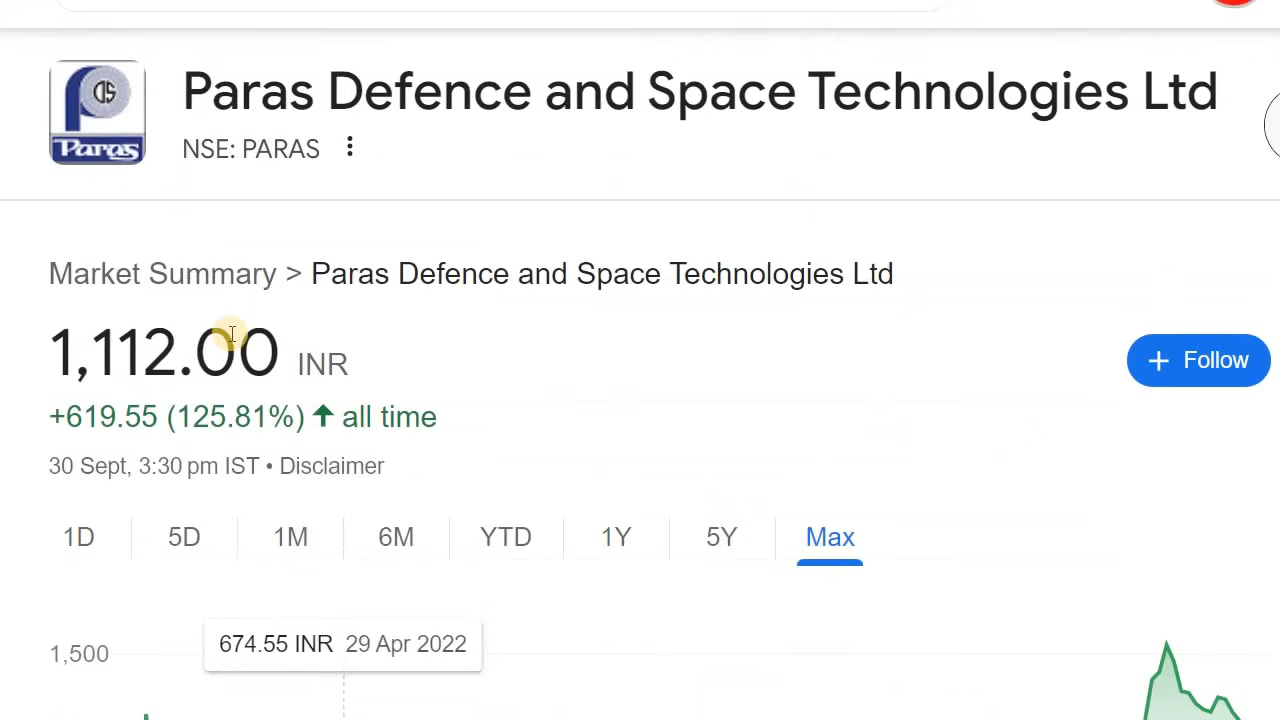 Paras Defence and Space Technologies Ltd
Paras
NSE: PARAS
Market Summary > Paras Defence and Space Technologies Ltd
1,112.00 INR
+ Follow
+619.55 (125.81%) ↑ all time
30 Sept, 3:30 pm IST • Disclaimer
1D 5D 1M 6M YTD 1Y 5Y Max
674.55 INR 29 Apr 2022
1,500